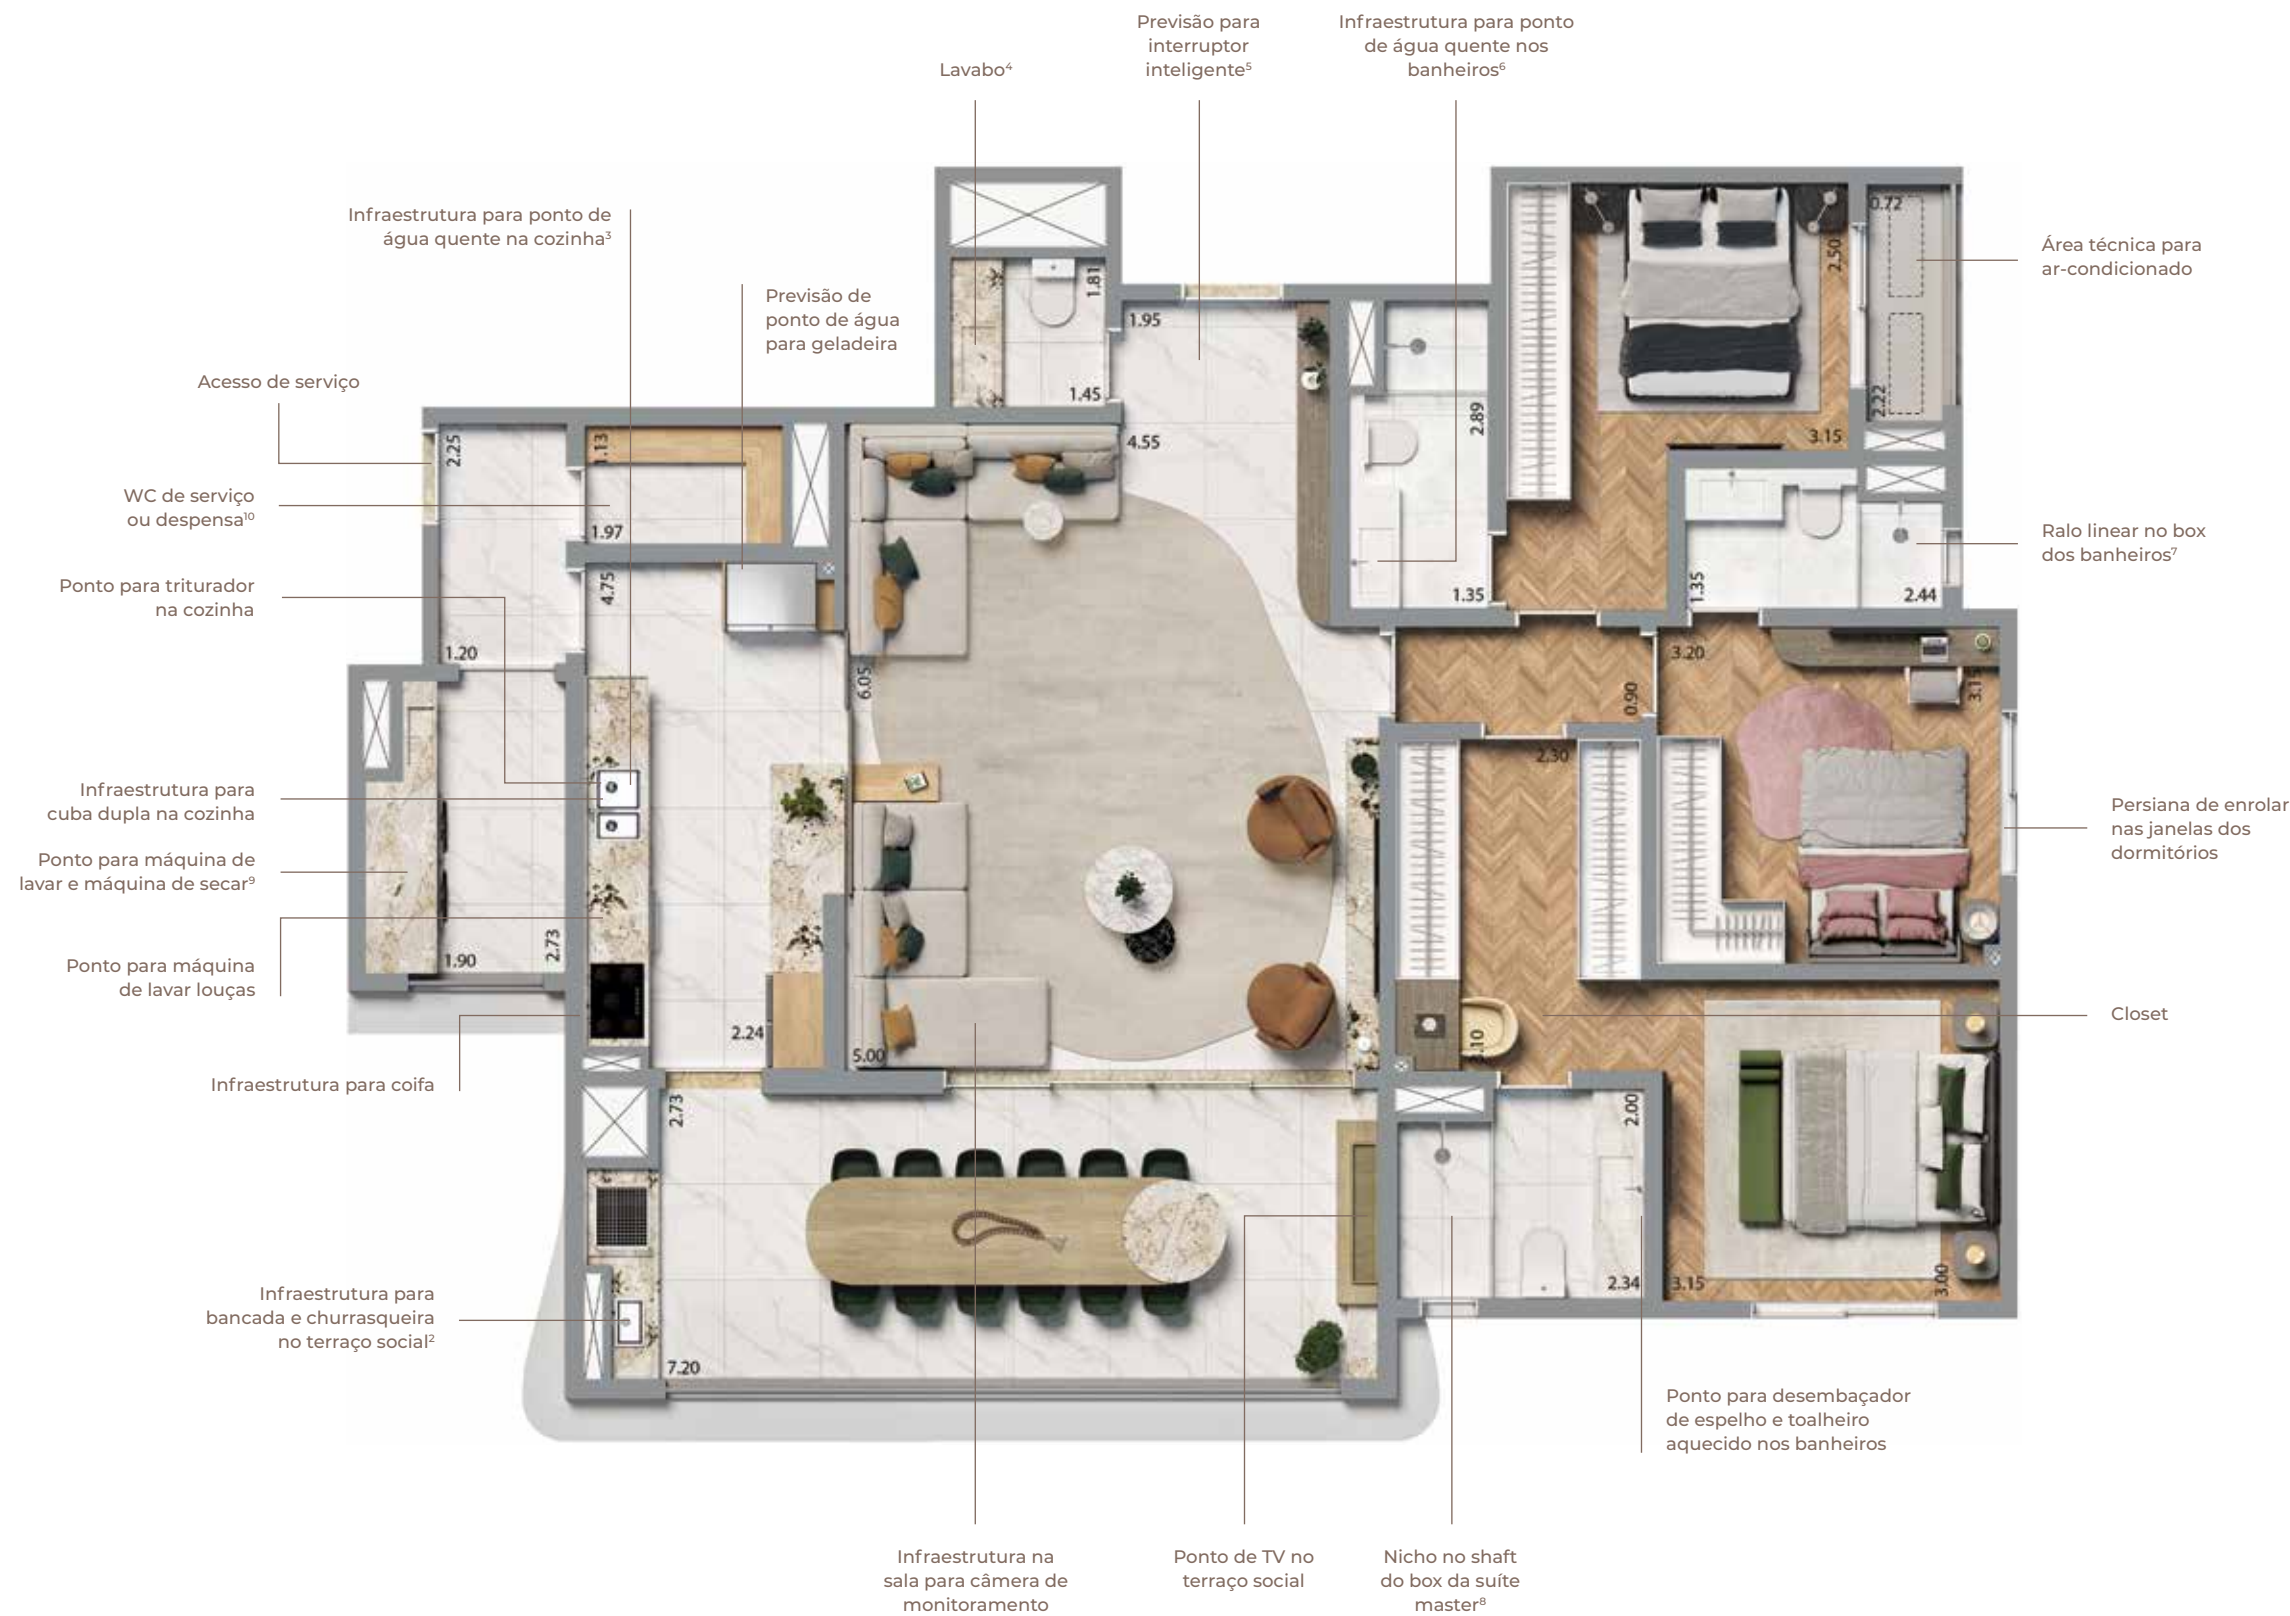 Previsão para
interruptor
inteligente⁵
Infraestrutura para ponto
de água quente nos
banheiros⁶
Lavabo⁴
Infraestrutura para ponto de
água quente na cozinha³
Previsão de
ponto de água
para geladeira
Área técnica para
ar-condicionado
Acesso de serviço
WC de serviço
ou despensa¹⁰
Ralo linear no box
dos banheiros⁷
Ponto para triturador
na cozinha
Infraestrutura para
cuba dupla na cozinha
Persiana de enrolar
nas janelas dos
dormitórios
Ponto para máquina de
lavar e máquina de secar⁹
Ponto para máquina
de lavar louças
Closet
Infraestrutura para coifa
Infraestrutura para
bancada e churrasqueira
no terraço social²
Ponto para desembaçador
de espelho e toalheiro
aquecido nos banheiros
Infraestrutura na
sala para câmera de
monitoramento
Ponto de TV no
terraço social
Nicho no shaft
do box da suíte
master⁸
0.72
2.50
1.81
1.95
1.45
2.89
2.22
3.15
2.25
1.13
4.55
1.97
4.75
1.35
1.35
2.44
1.20
6.05
3.20
0.90
3.15
2.30
1.90
2.73
2.24
5.00
3.10
2.73
2.00
2.34
3.15
3.00
7.20